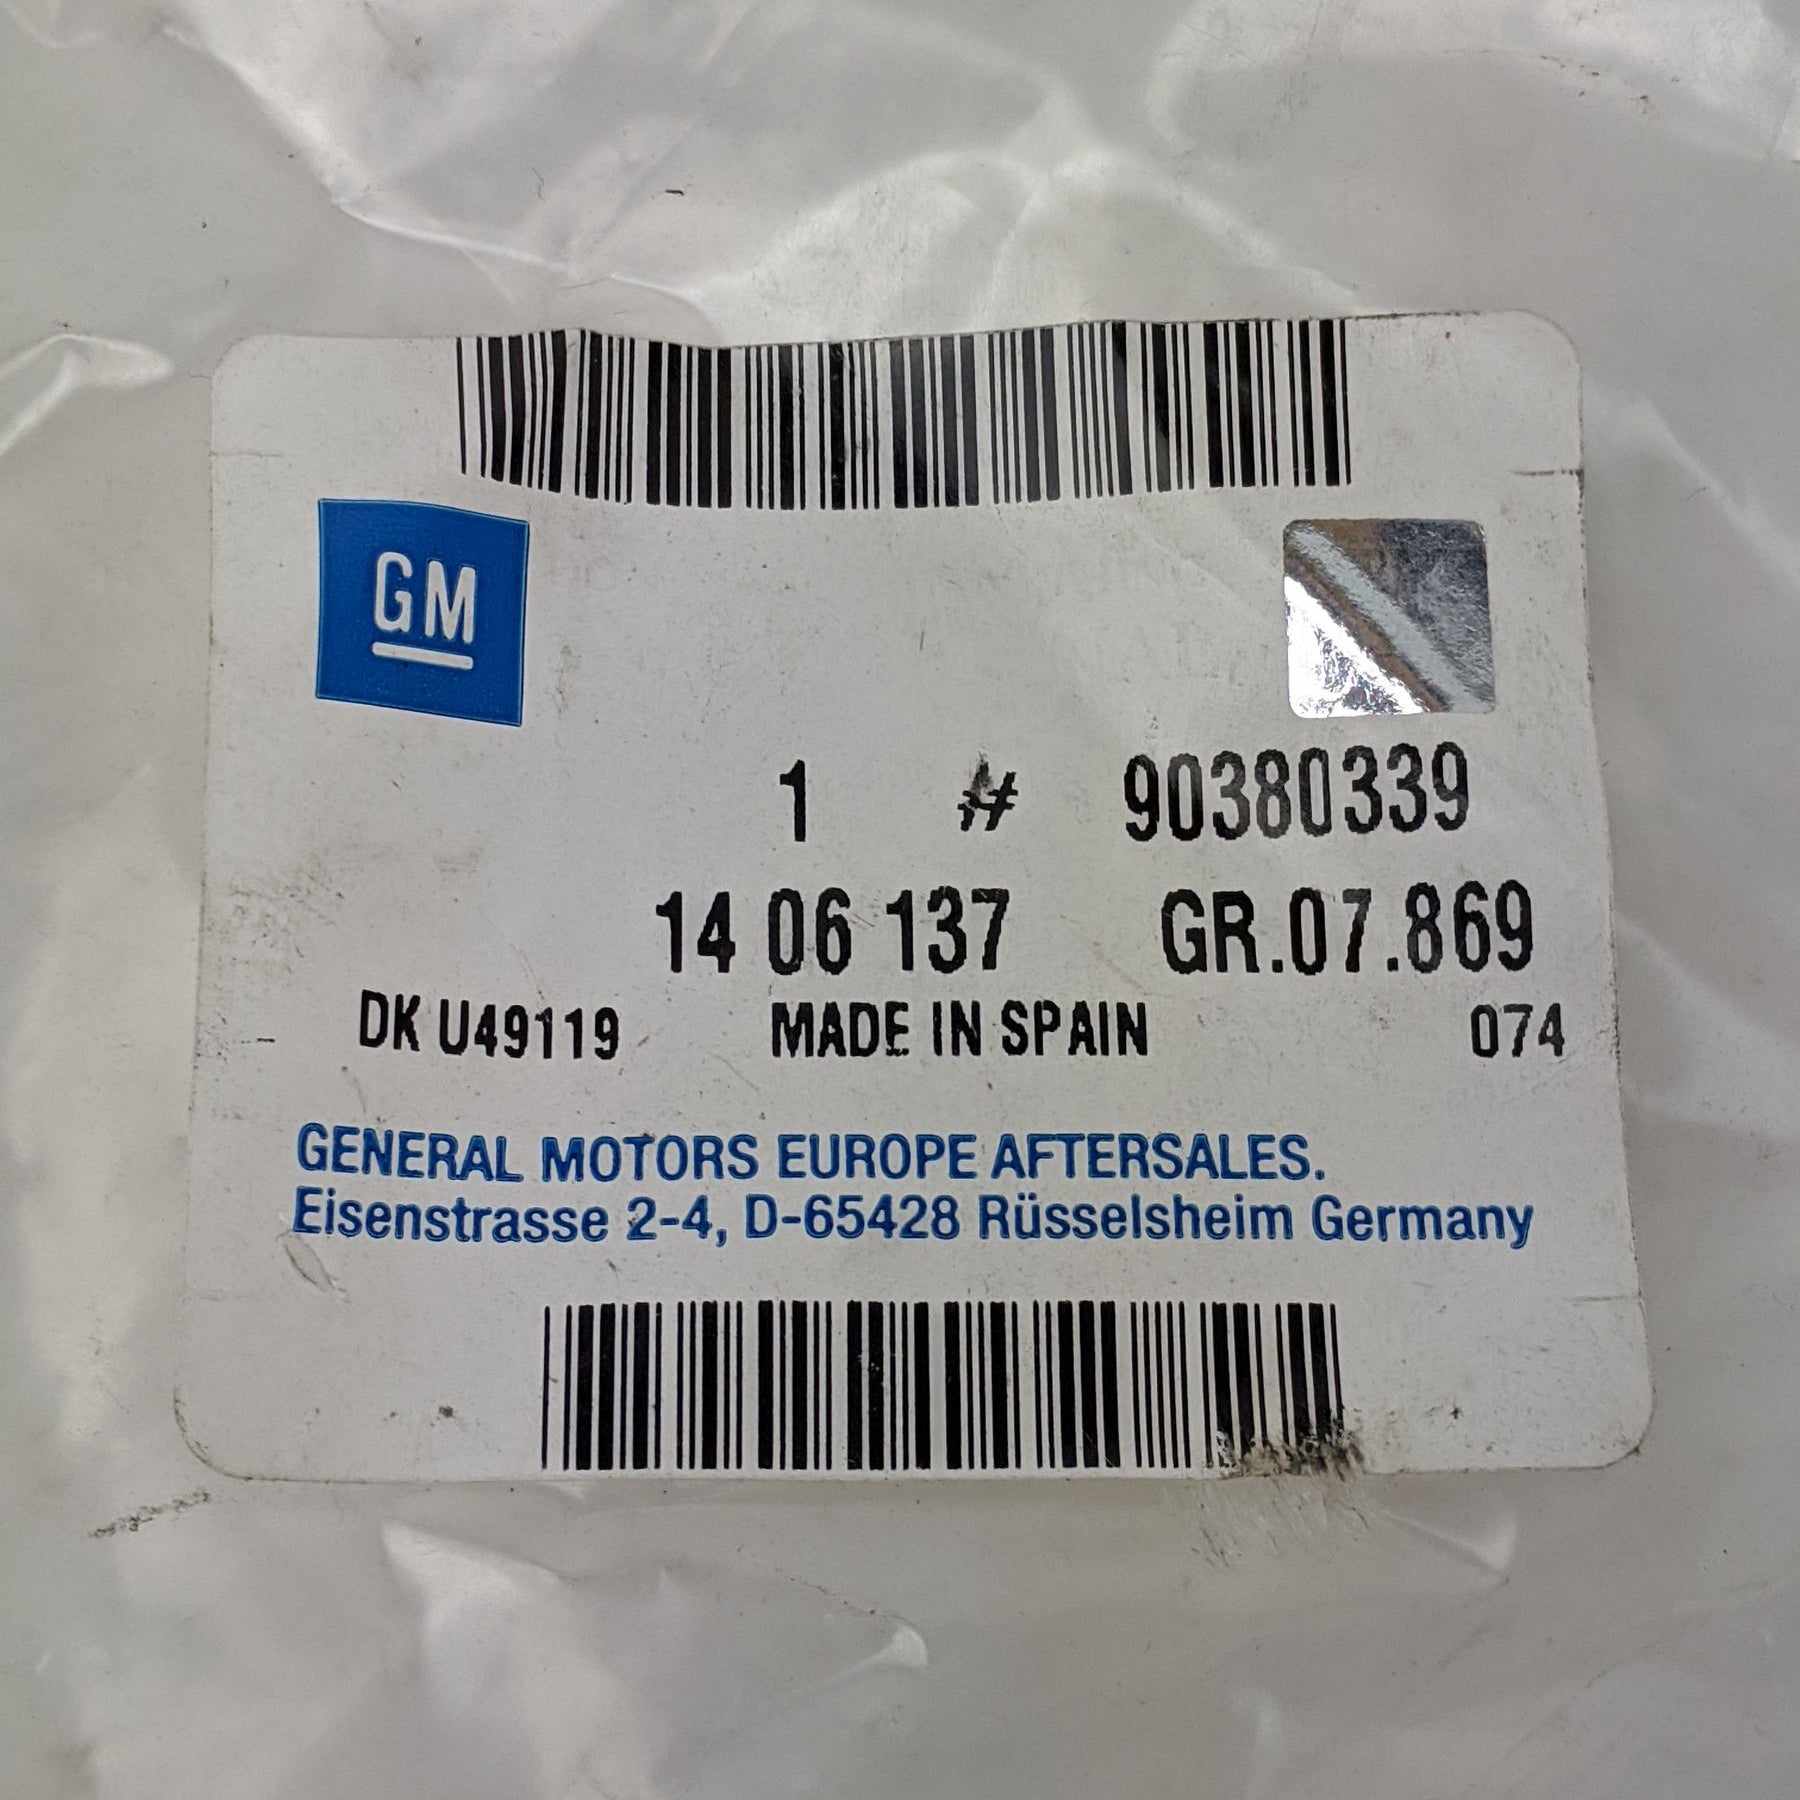 GM
1 # 90380339
14 06 137 GR.07.869
DK U49119 MADE IN SPAIN 074
GENERAL MOTORS EUROPE AFTERSALES.
Eisenstrasse 2-4, D-65428 Rüsselsheim Germany